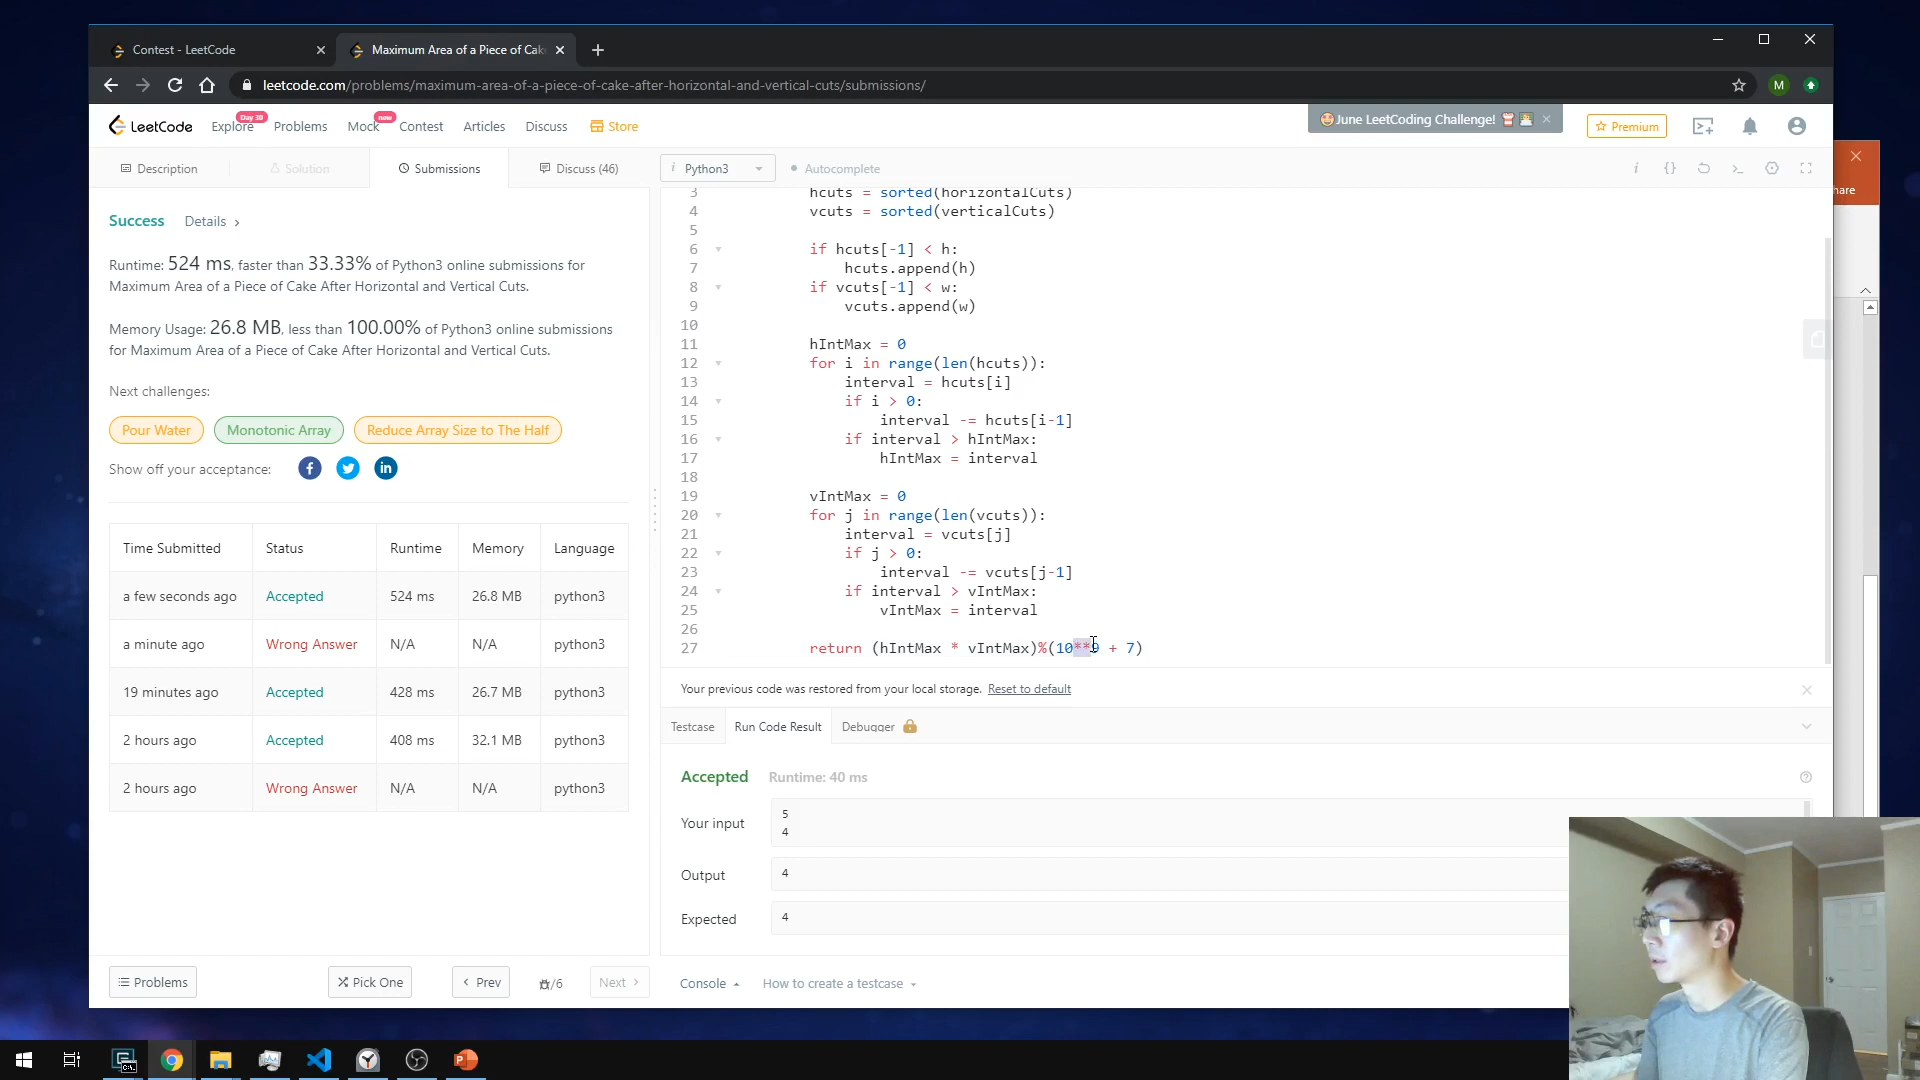 Contest - LeetCode
Maximum Area of a Piece of Cak
leetcode.com/problems/maximum-area-of-a-piece-of-cake-after-horizontal-and-vertical-cuts/submissions/
M
LeetCode
Explore
Day 30
Problems
Mock
new
Contest
Articles
Discuss
Store
June LeetCoding Challenge!
Premium
hare
Description
Solution
Submissions
Discuss (46)
i Python3
Autocomplete
Success
Details
Runtime: 524 ms, faster than 33.33% of Python3 online submissions for
Maximum Area of a Piece of Cake After Horizontal and Vertical Cuts.
Memory Usage: 26.8 MB, less than 100.00% of Python3 online submissions
for Maximum Area of a Piece of Cake After Horizontal and Vertical Cuts.
Next challenges:
Pour Water
Monotonic Array
Reduce Array Size to The Half
Show off your acceptance:
Time Submitted Status Runtime Memory Language
a few seconds ago Accepted 524 ms 26.8 MB python3
a minute ago Wrong Answer N/A N/A python3
19 minutes ago Accepted 428 ms 26.7 MB python3
2 hours ago Accepted 408 ms 32.1 MB python3
2 hours ago Wrong Answer N/A N/A python3
Problems
Pick One
Prev
/6
Next
3 hcuts = sorted(horizontalCuts)
4 vcuts = sorted(verticalCuts)
5
6 if hcuts[-1] < h:
7 hcuts.append(h)
8 if vcuts[-1] < w:
9 vcuts.append(w)
10
11 hIntMax = 0
12 for i in range(len(hcuts)):
13 interval = hcuts[i]
14 if i > 0:
15 interval -= hcuts[i-1]
16 if interval > hIntMax:
17 hIntMax = interval
18
19 vIntMax = 0
20 for j in range(len(vcuts)):
21 interval = vcuts[j]
22 if j > 0:
23 interval -= vcuts[j-1]
24 if interval > vIntMax:
25 vIntMax = interval
26
27 return (hIntMax * vIntMax)%(10**9 + 7)
Your previous code was restored from your local storage. Reset to default
Testcase
Run Code Result
Debugger
Accepted
Runtime: 40 ms
Your input
5
4
Output
4
Expected
4
Console
How to create a testcase